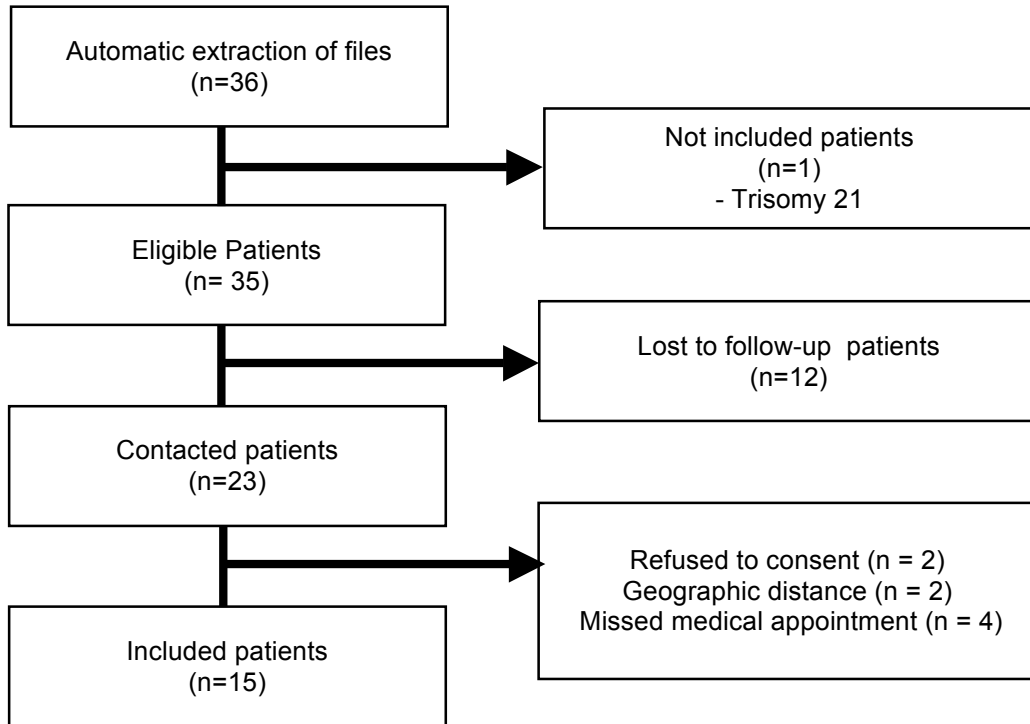 Automatic extraction of files
(n=36)
Not included patients
(n=1)
- Trisomy 21
Eligible Patients
(n= 35)
Lost to follow-up  patients
(n=12)
Contacted patients
(n=23)
Refused to consent (n = 2)
Geographic distance (n = 2)
Missed medical appointment (n = 4)
Included patients
(n=15)